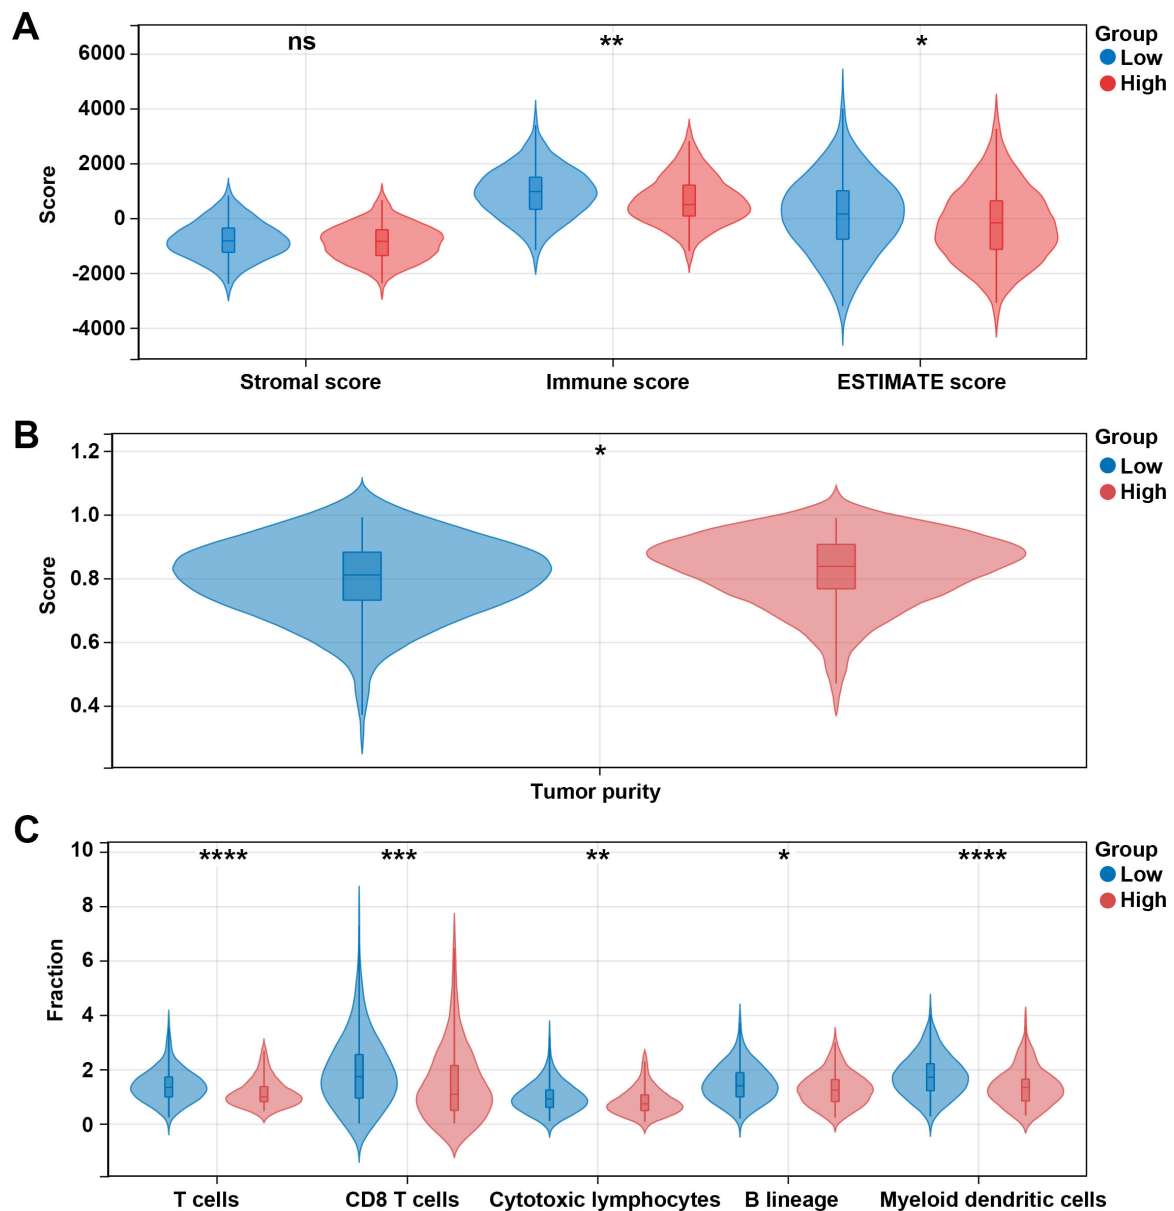 A
ns
**
*
Group
Low
High
6000
4000
2000
0
-2000
-4000
Score
Stromal score
Immune score
ESTIMATE score
B
*
Group
Low
High
1.2
1.0
0.8
0.6
0.4
Score
Tumor purity
C
****
***
**
*
****
Group
Low
High
10
8
6
4
2
0
Fraction
T cells
CD8 T cells
Cytotoxic lymphocytes
B lineage
Myeloid dendritic cells